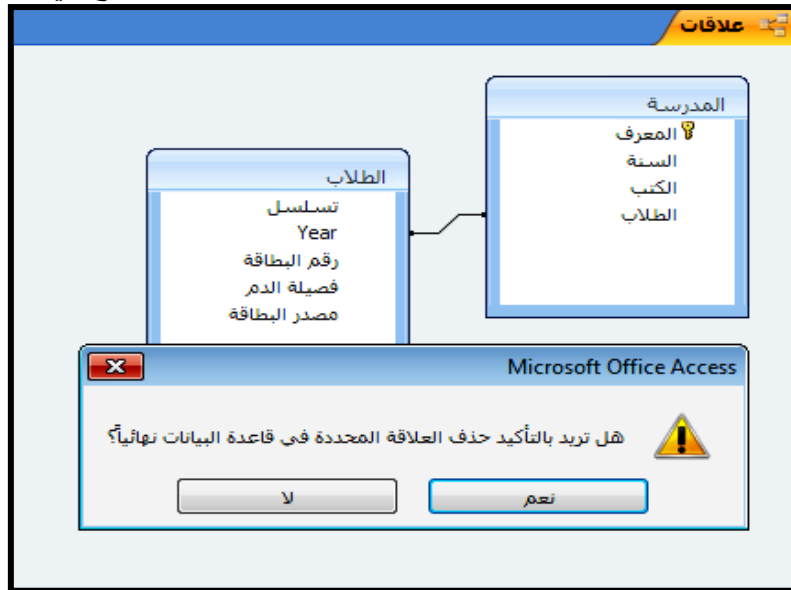 علاقات
المدرسة
المعرف
السنة
الكتب
الطلاب
الطلاب
تسلسل
Year
رقم البطاقة
فصيلة الدم
مصدر البطاقة
Microsoft Office Access
هل تريد بالتأكيد حذف العلاقة المحددة في قاعدة البيانات نهائياً؟
نعم
لا